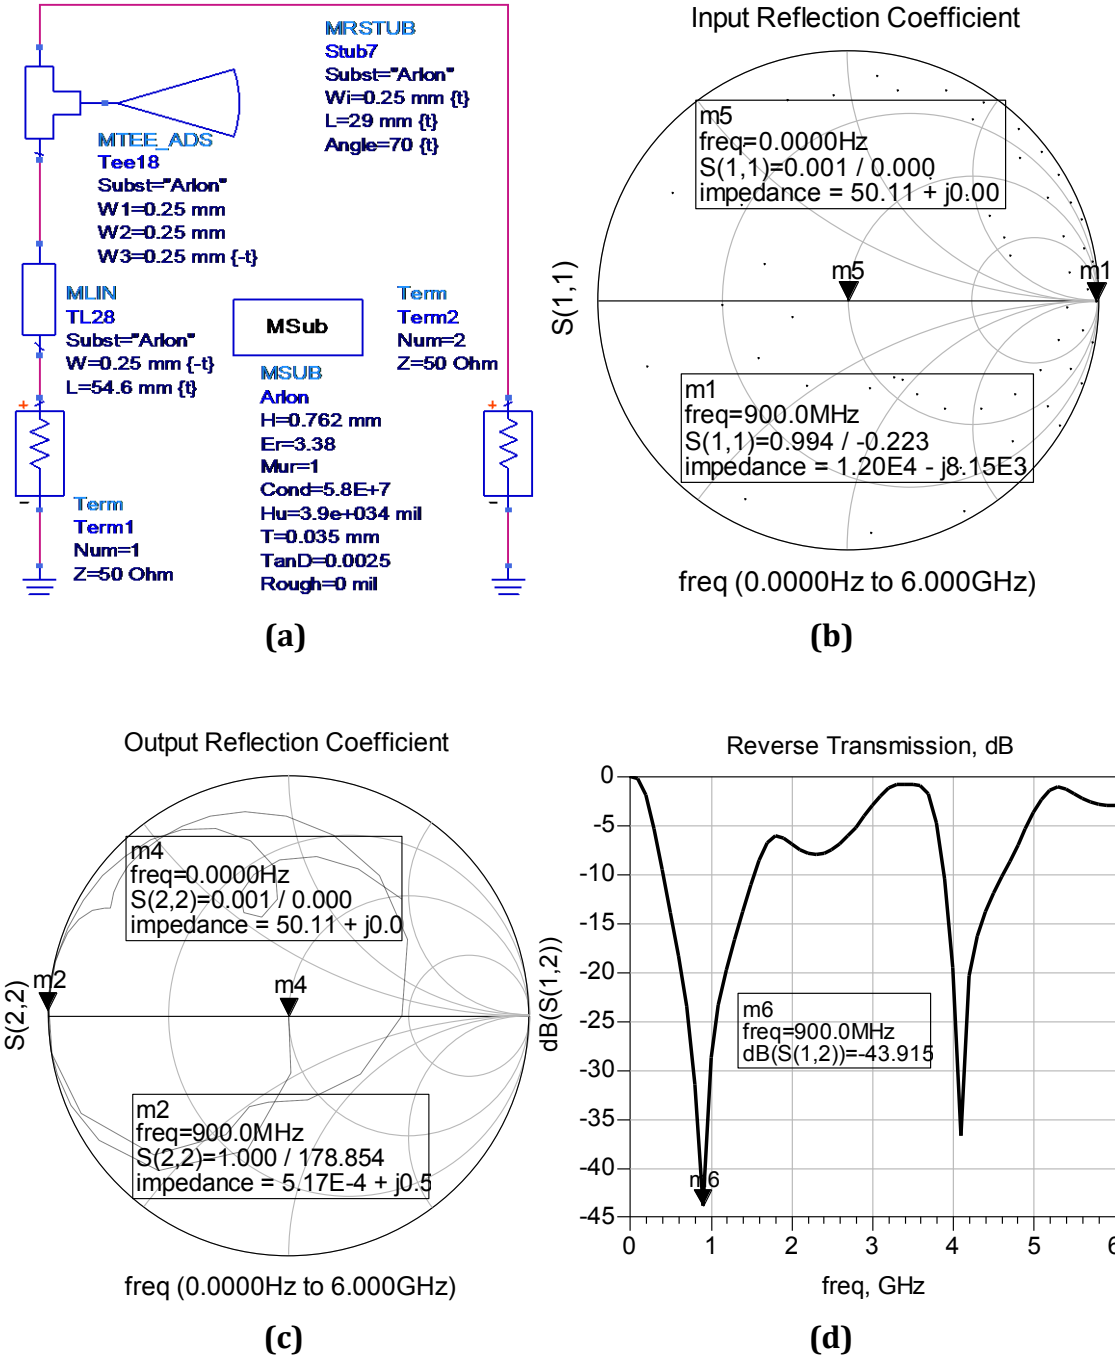 MRSTUB
Stub7
Subst="Arlon"
Wi=0.25 mm {t}
L=29 mm {t}
Angle=70 {t}
MTEE_ADS
Tee18
Subst="Arlon"
W1=0.25 mm
W2=0.25 mm
W3=0.25 mm {-t}
MLIN
TL28
Subst="Arlon"
W=0.25 mm {-t}
L=54.6 mm {t}
MSub
MSUB
Arlon
H=0.762 mm
Er=3.38
Mur=1
Cond=5.8E+7
Hu=3.9e+034 mil
T=0.035 mm
TanD=0.0025
Rough=0 mil
Term
Term2
Num=2
Z=50 Ohm
+
-
+
-
Term
Term1
Num=1
Z=50 Ohm
(a)
Input Reflection Coefficient
m5
freq=0.0000Hz
S(1,1)=0.001 / 0.000
impedance = 50.11 + j0.00
S(1,1)
m5
m1
m1
freq=900.0MHz
S(1,1)=0.994 / -0.223
impedance = 1.20E4 - j8.15E3
freq (0.0000Hz to 6.000GHz)
(b)
Output Reflection Coefficient
m4
freq=0.0000Hz
S(2,2)=0.001 / 0.000
impedance = 50.11 + j0.0
S(2,2)
m2
m4
m2
freq=900.0MHz
S(2,2)=1.000 / 178.854
impedance = 5.17E-4 + j0.5
freq (0.0000Hz to 6.000GHz)
(c)
Reverse Transmission, dB
dB(S(1,2))
0
-5
-10
-15
-20
-25
-30
-35
-40
-45
m6
freq=900.0MHz
dB(S(1,2))=-43.915
m6
0 1 2 3 4 5 6
freq, GHz
(d)